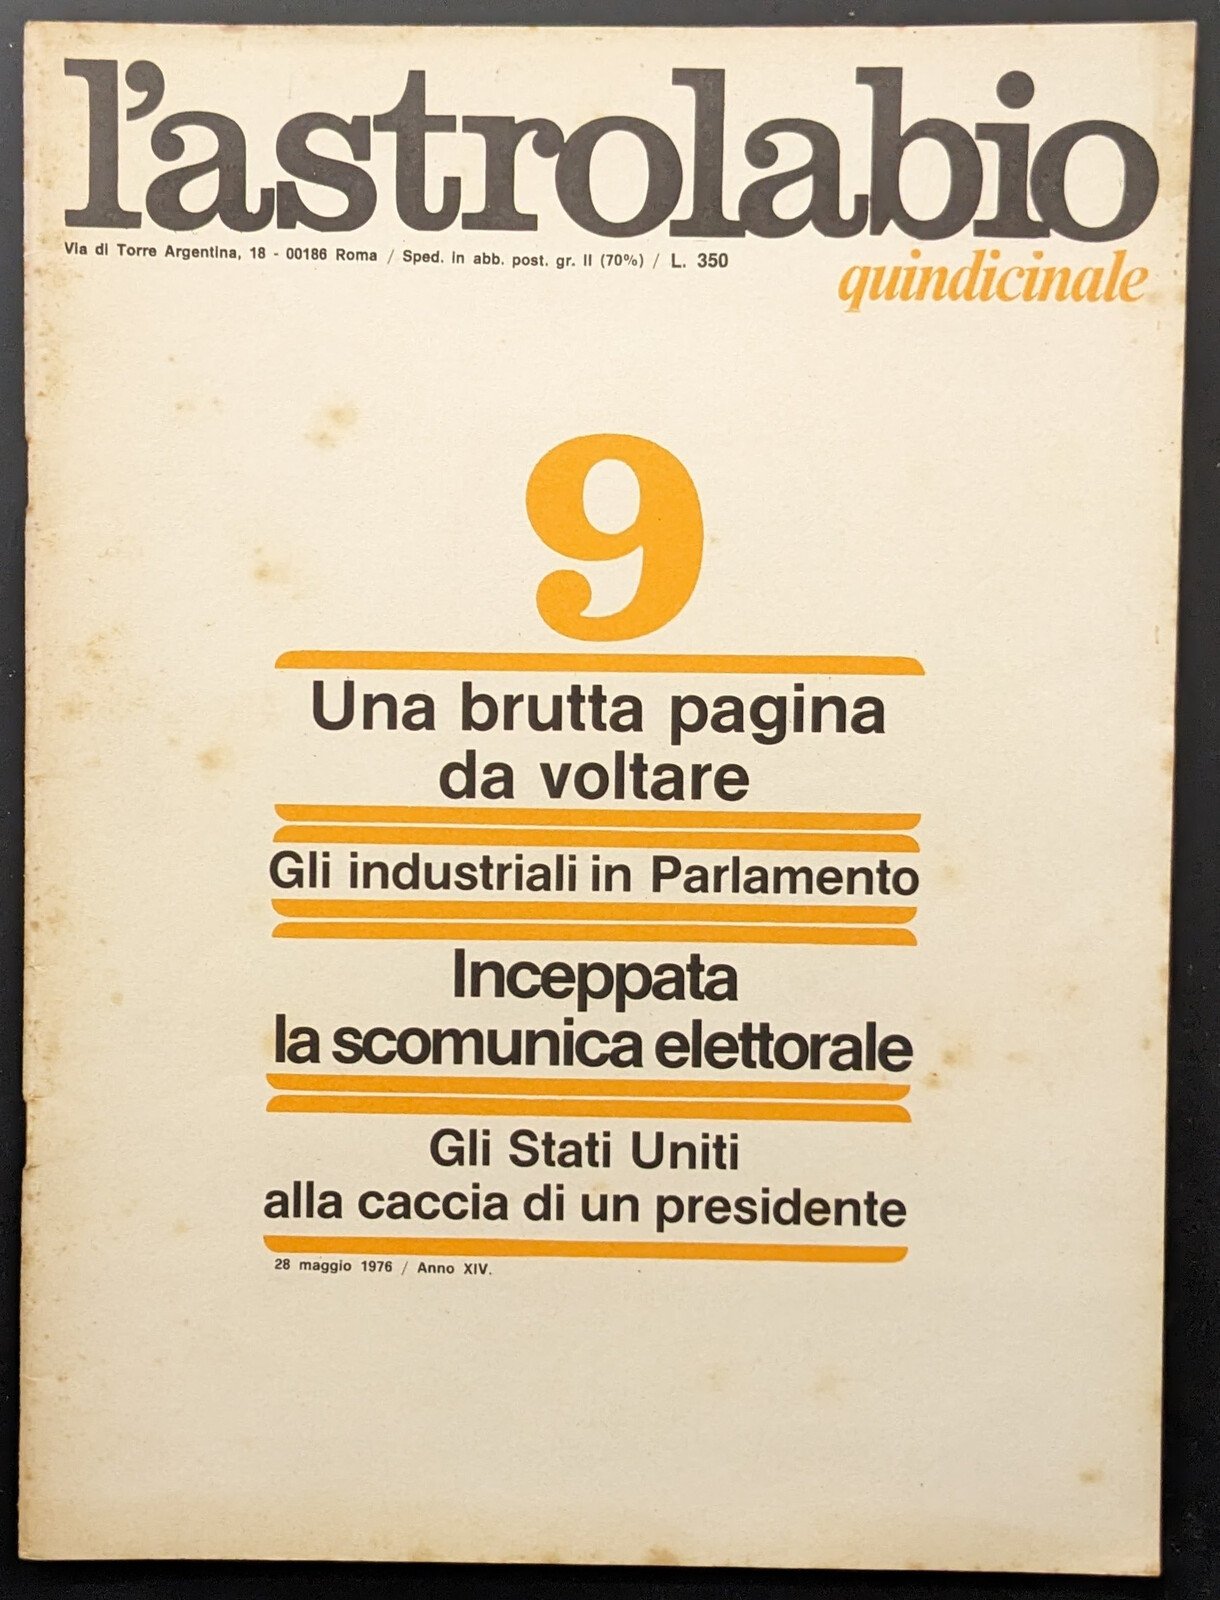 l'astrolabio
Via di Torre Argentina, 18 - 00186 Roma / Sped. in abb. post. gr. II (70%) / L. 350
quindicinale
9
Una brutta pagina
da voltare
Gli industriali in Parlamento
Inceppata
la scomunica elettorale
Gli Stati Uniti
alla caccia di un presidente
28 maggio 1976 / Anno XIV.